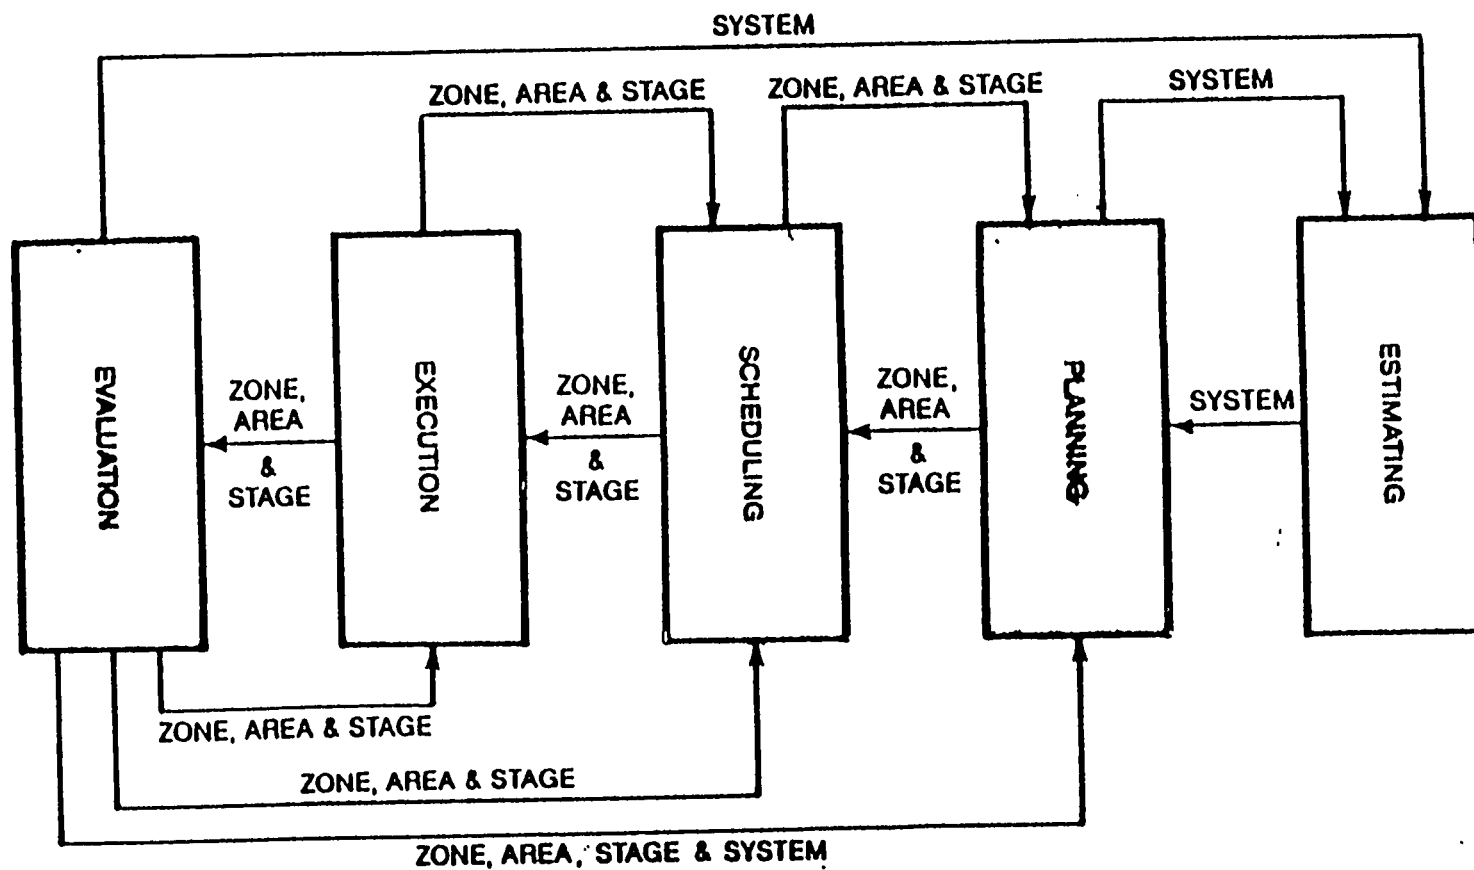 SYSTEM
ZONE, AREA & STAGE
ZONE, AREA & STAGE
SYSTEM
EVALUATION
ZONE,
AREA
&
STAGE
EXECUTION
ZONE,
AREA
&
STAGE
SCHEDULING
ZONE,
AREA
&
STAGE
PLANNING
SYSTEM
ESTIMATING
ZONE, AREA & STAGE
ZONE, AREA & STAGE
ZONE, AREA, STAGE & SYSTEM